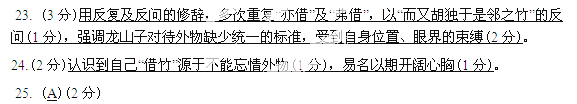 23. (3 分)用反复及反问的修辞，多次重复“亦借”及“弗借”，以“而又胡独于是邻之竹”的反
问(1 分)，强调龙山子对待外物缺少统一的标准，受到自身位置、眼界的束缚(2 分)。
24.(2 分)认识到自己“借竹”源于不能忘情外物(1 分)，易名以期开阔心胸(1 分)。
25. (A)(2 分)